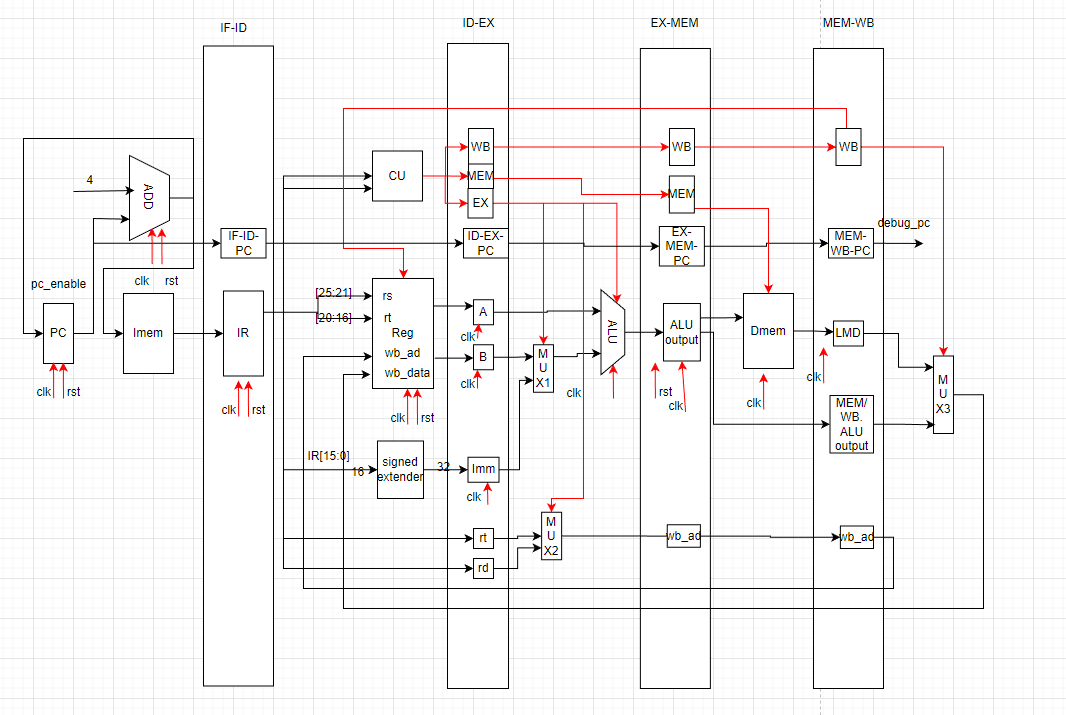 IF-ID
ID-EX
EX-MEM
MEM-WB
WB
WB
WB
4
ADD
CU
MEM
MEM
EX
debug_pc
IF-ID-
PC
ID-EX-
PC
EX-
MEM-
PC
MEM-
WB-PC
clk
rst
pc_enable
PC
Imem
IR
[25:21]
[20:16]
rs
rt
Reg
wb_ad
wb_data
A
clk
B
clk
M
U
X1
ALU
clk
ALU
output
Dmem
LMD
clk
rst
clk
rst
clk
rst
rst
clk
clk
clk
M
U
X3
MEM/
WB.
ALU
output
IR[15:0]
16
signed
extender
32
Imm
clk
M
U
X2
rt
rd
wb_ad
wb_ad